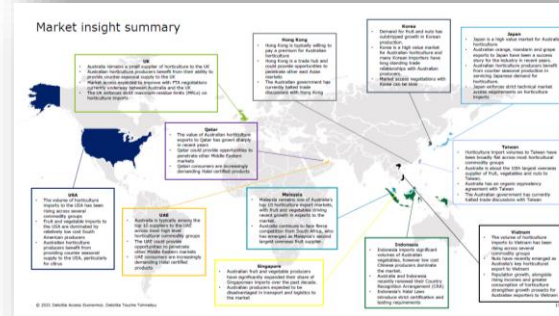 Market insight summary
UK
Australia remains a small supplier of horticulture to the UK
Australian horticulture producers benefit from their ability to
provide counter seasonal supply to the UK
Market access expected to improve with FTA negotiations
currently underway between Australia and the UK
The UK enforces strict maximum residue limits (MRLs) on
horticulture imports
Hong Kong
Hong Kong is typically willing to
pay a premium for Australian
horticulture
Hong Kong is a trade hub and
could provide opportunities to
penetrate other Asian
markets
The Australian government has
currently halted trade
discussions with Hong Kong
Korea
Demand for fruit and nuts has
outstripped growth in Korean
production.
Korea is a high value market for
Australian horticulture and
many Korean importers have
long-standing trade
relationships with Australian
producers.
Market access negotiations with
Korea can be slow
Japan
Japan is a high value market for Australian
horticulture
Australian orange, mandarin and grape
exports to Japan have been a success
story for the industry in recent years.
Australian horticulture producers benefit
from counter seasonal production in
servicing Japanese demand for
horticulture
Japan enforces strict technical market
access requirements on horticulture
imports
Qatar
The value of Australian horticulture
exports to Qatar has grown sharply
in recent years
Qatar could provide opportunities to
penetrate other Middle Eastern
markets
Qatari consumers are increasingly
demanding Halal certified products
Taiwan
Horticulture import volumes to Taiwan have
been broadly flat across most horticultural
commodity groups
Australia is about the 10th largest overseas
supplier of fruit, vegetables and nuts to
Taiwan
Australia has an organic equivalency
agreement with Taiwan
The Australian government has currently
halted trade discussions with Taiwan
USA
The volume of horticulture
imports to the USA has been
rising across several
commodity groups
Fruit and vegetable imports to
the USA are dominated by
relatively low cost South
American producers
Australian horticulture
producers benefit from
providing counter seasonal
supply to the USA, particularly
for citrus
UAE
Australia is typically among the
top 10 suppliers to the UAE
across most high level
horticultural commodity groups
The UAE could provide
opportunities to penetrate
other Middle Eastern markets
UAE consumers are increasingly
demanding Halal certified
products
Malaysia
Malaysia remains one of Australia's
top 10 horticulture export markets,
with fruit and vegetables driving
recent growth in exports to the
market.
Australia continues to face fierce
competition from South Africa, who
has emerged as Malaysia's second
largest overseas fruit supplier.
Singapore
Australian fruit and vegetable producers
have significantly expanded their share of
Singaporean imports over the past decade.
Australian producers expected to be
disadvantaged in transport and logistics to
the market
Indonesia
Indonesia imports significant
volumes of Australian
vegetables, however low cost
Chinese producers dominate
the market.
Australia and Indonesia
recently renewed their Country
Recognition Arrangement (CRA)
Indonesia's Halal laws
introduce strict certification and
testing requirements
Vietnam
The volume of horticulture
imports to Vietnam has been
rising across several
commodity groups
Nuts have recently emerged as
Australia's key horticultural
export to Vietnam
Population growth, alongside
rising incomes and greater
consumption of horticulture
strengthen growth prospects for
Australian exporters to Vietnam
© 2021 Deloitte Access Economics. Deloitte Touche Tohmatsu